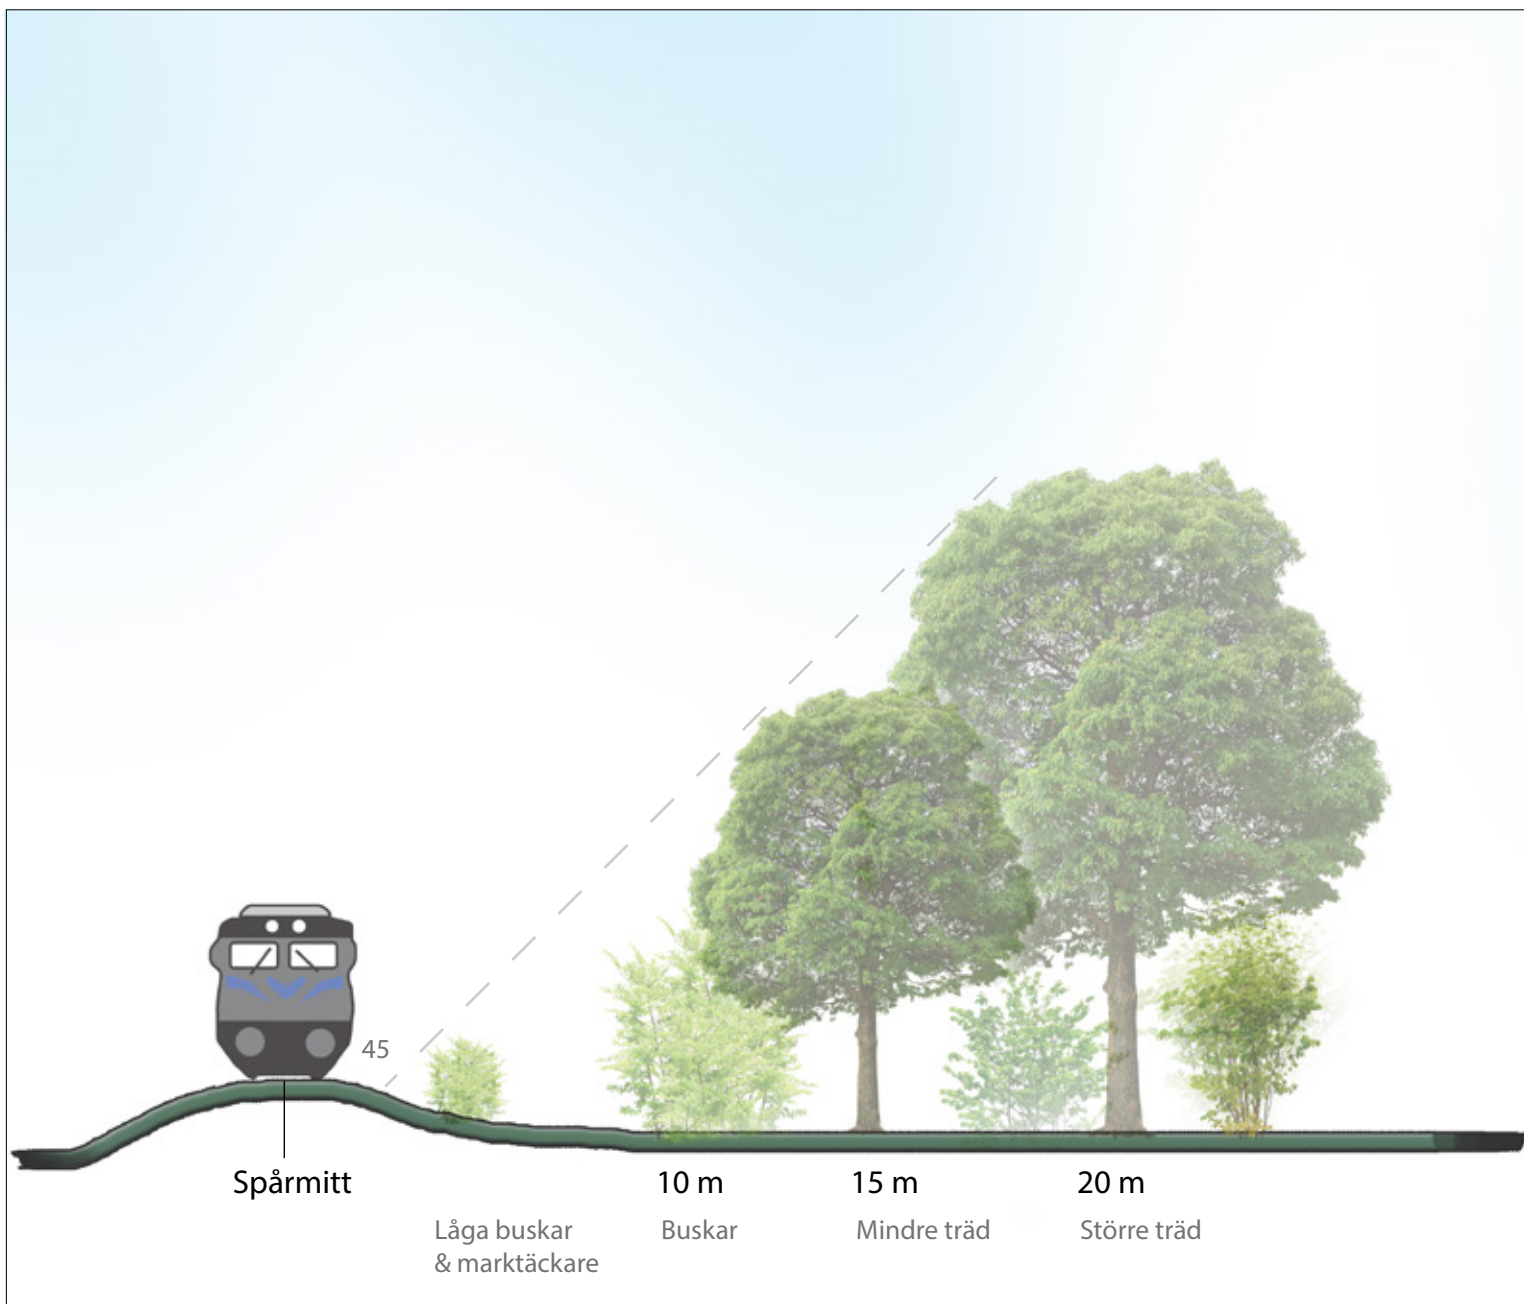 45
Spårmitt
10 m
15 m
20 m
Låga buskar
& marktäckare
Buskar
Mindre träd
Större träd